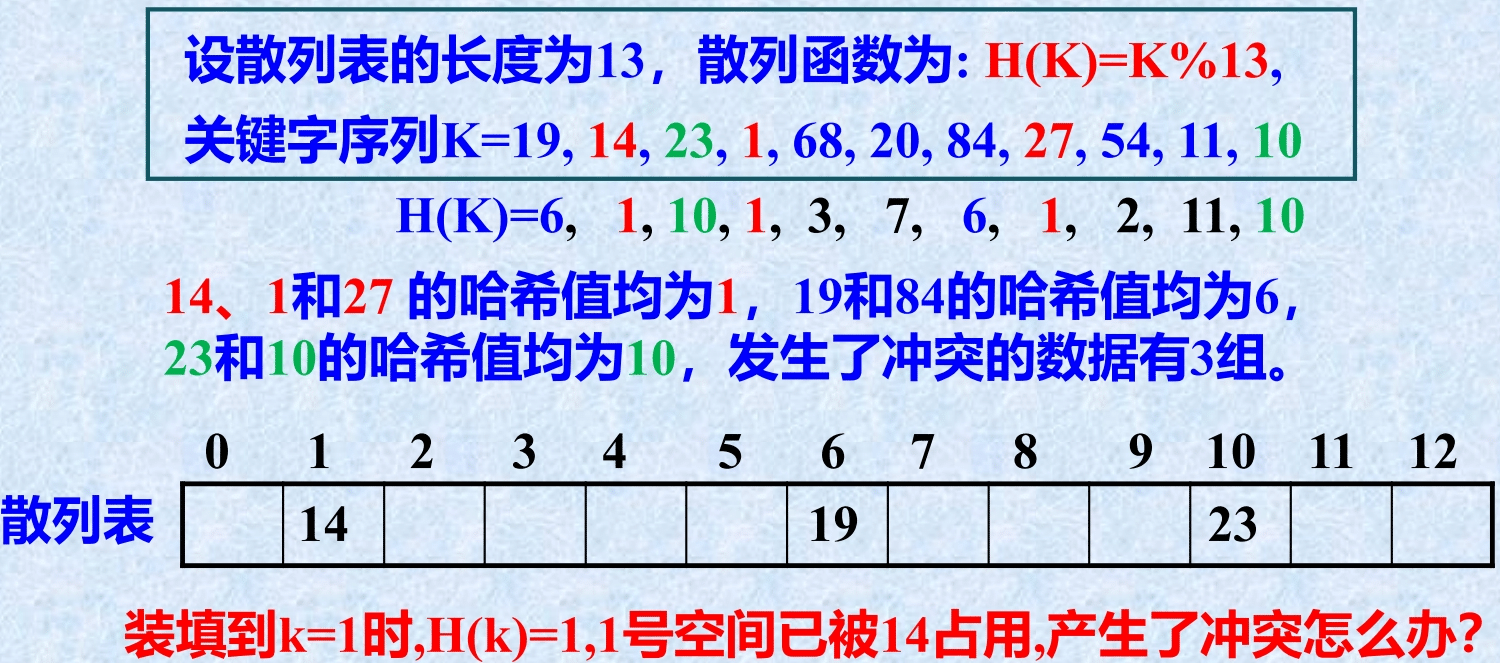 设散列表的长度为13，散列函数为: H(K)=K%13,
关键字序列K=19, 14, 23, 1, 68, 20, 84, 27, 54, 11, 10
H(K)=6, 1, 10, 1, 3, 7, 6, 1, 2, 11, 10
14、1和27 的哈希值均为1，19和84的哈希值均为6，
23和10的哈希值均为10，发生了冲突的数据有3组。
0 1 2 3 4 5 6 7 8 9 10 11 12
散列表 14 19 23
装填到k=1时,H(k)=1,1号空间已被14占用,产生了冲突怎么办?